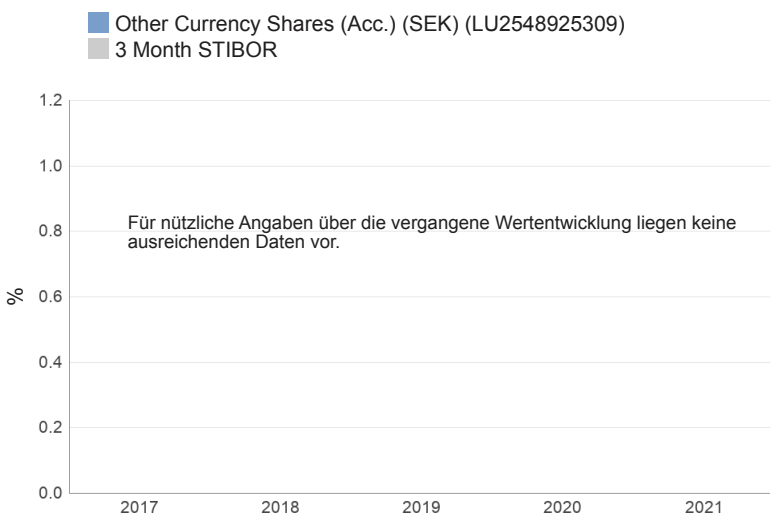 Other Currency Shares (Acc.) (SEK) (LU2548925309)
3 Month STIBOR
1.2
1.0
Für nützliche Angaben über die vergangene Wertentwicklung liegen keine
0.8
ausreichenden Daten vor.
%
0.6
0.4
0.2
0.0
2017 2018 2019 2020 2021